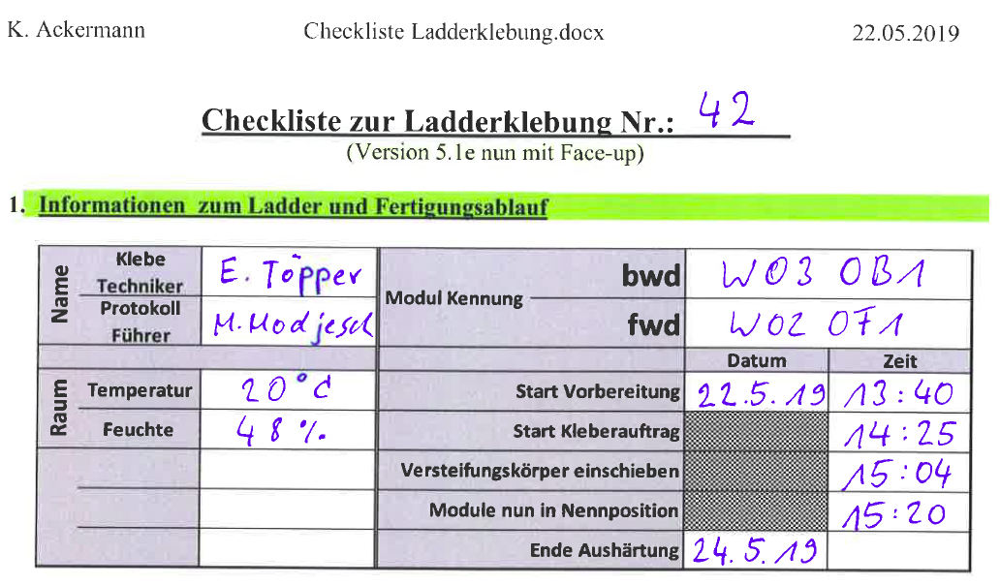 K. Ackermann Checkliste Ladderklebung.docx 22.05.2019
Checkliste zur Ladderklebung Nr.: 42
(Version 5.1e nun mit Face-up)
1. Informationen zum Ladder und Fertigungsablauf
Name
Klebe Techniker E. Töpper
Protokoll Führer M. Modjesch
Modul Kennung
bwd W03 OB1
fwd W02 OF1
Datum Zeit
Raum
Temperatur 20°C
Feuchte 48 %
Start Vorbereitung 22.5.19 13:40
Start Kleberauftrag 14:25
Versteifungskörper einschieben 15:04
Module nun in Nennposition 15:20
Ende Aushärtung 24.5.19